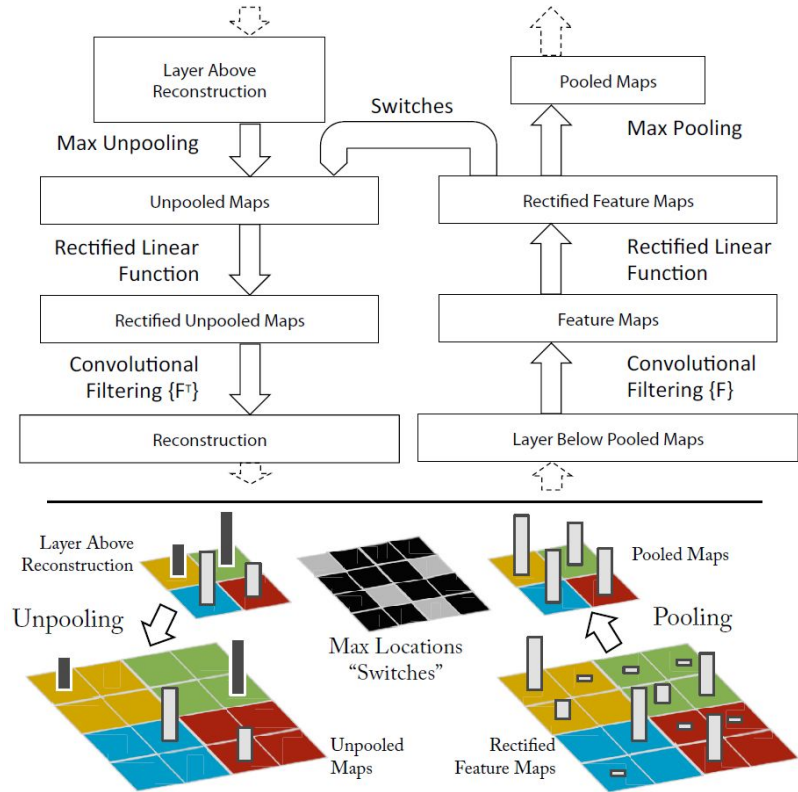 Layer Above
Reconstruction
Pooled Maps
Switches
Max Unpooling
Max Pooling
Unpooled Maps
Rectified Feature Maps
Rectified Linear
Function
Rectified Linear
Function
Rectified Unpooled Maps
Feature Maps
Convolutional
Filtering {Fᵀ}
Convolutional
Filtering {F}
Reconstruction
Layer Below Pooled Maps
Layer Above
Reconstruction
Pooled Maps
Unpooling
Max Locations
“Switches”
Pooling
Unpooled
Maps
Rectified
Feature Maps